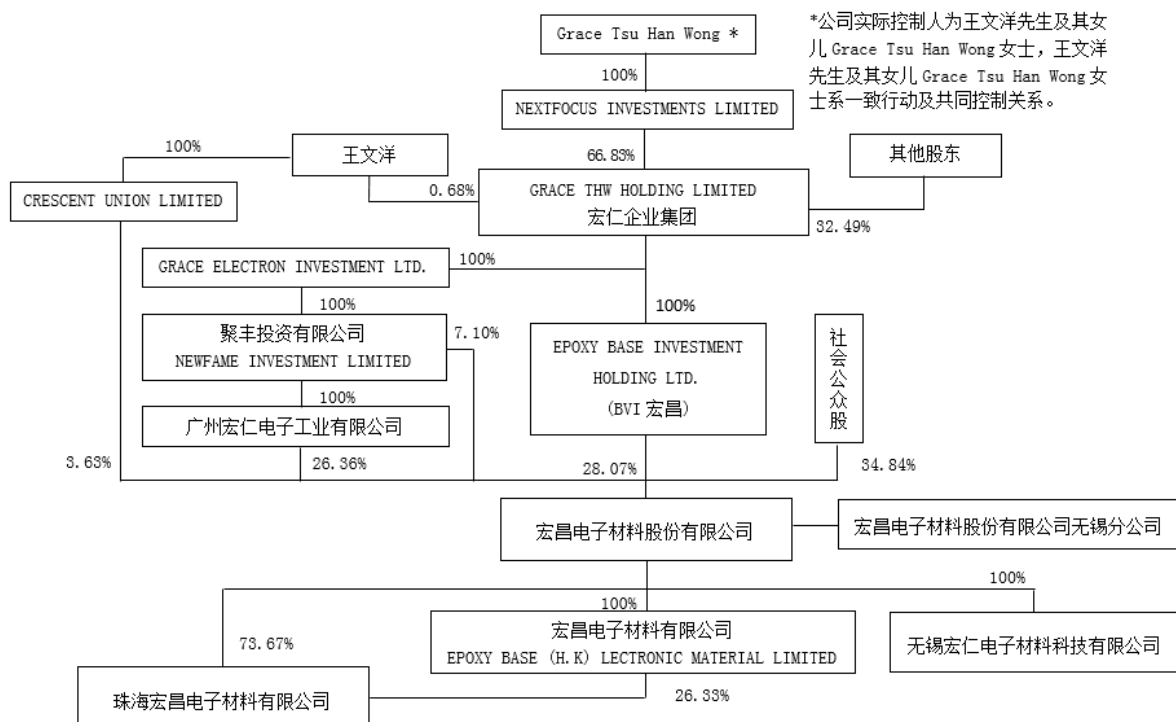 Grace Tsu Han Wong *
*公司实际控制人为王文洋先生及其女
儿 Grace Tsu Han Wong 女士，王文洋
先生及其女儿 Grace Tsu Han Wong 女
士系一致行动及共同控制关系。
100%
NEXTFOCUS INVESTMENTS LIMITED
100%
王文洋
66.83%
其他股东
CRESCENT UNION LIMITED
0.68%
GRACE THW HOLDING LIMITED
宏仁企业集团
32.49%
GRACE ELECTRON INVESTMENT LTD.
100%
100%
100%
聚丰投资有限公司
NEWFAME INVESTMENT LIMITED
7.10%
EPOXY BASE INVESTMENT
HOLDING LTD.
(BVI 宏昌)
社
会
公
众
股
100%
广州宏仁电子工业有限公司
3.63%
26.36%
28.07%
34.84%
宏昌电子材料股份有限公司
宏昌电子材料股份有限公司无锡分公司
100%
100%
73.67%
宏昌电子材料有限公司
EPOXY BASE (H.K) LECTRONIC MATERIAL LIMITED
无锡宏仁电子材料科技有限公司
珠海宏昌电子材料有限公司
26.33%